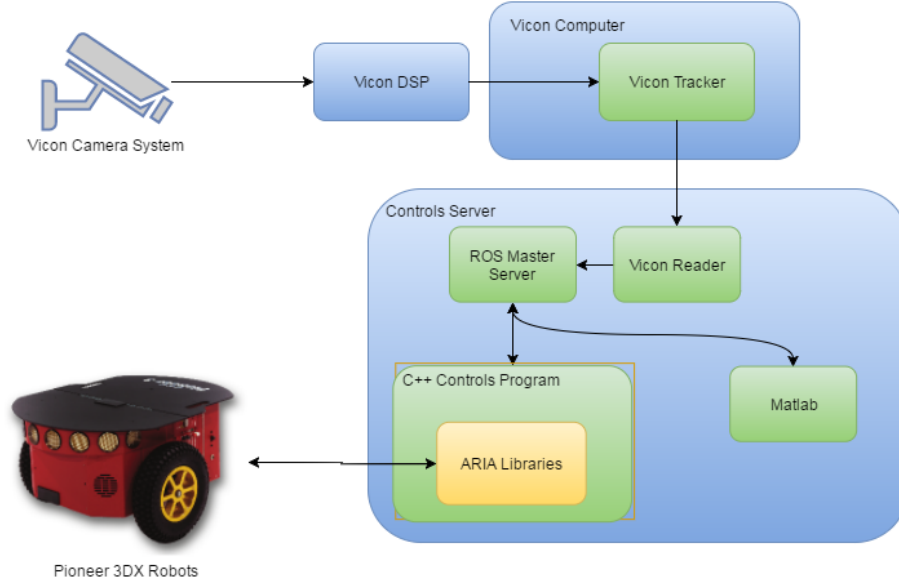 Vicon Computer
Vicon DSP
Vicon Tracker
Vicon Camera System
Controls Server
ROS Master
Server
Vicon Reader
C++ Controls Program
Matlab
ARIA Libraries
Pioneer 3DX Robots